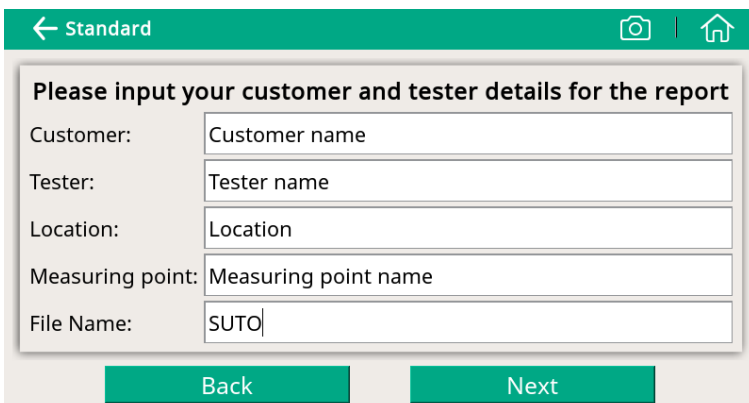 Standard
Please input your customer and tester details for the report
Customer: Customer name
Tester: Tester name
Location: Location
Measuring point: Measuring point name
File Name: SUTO
Back Next